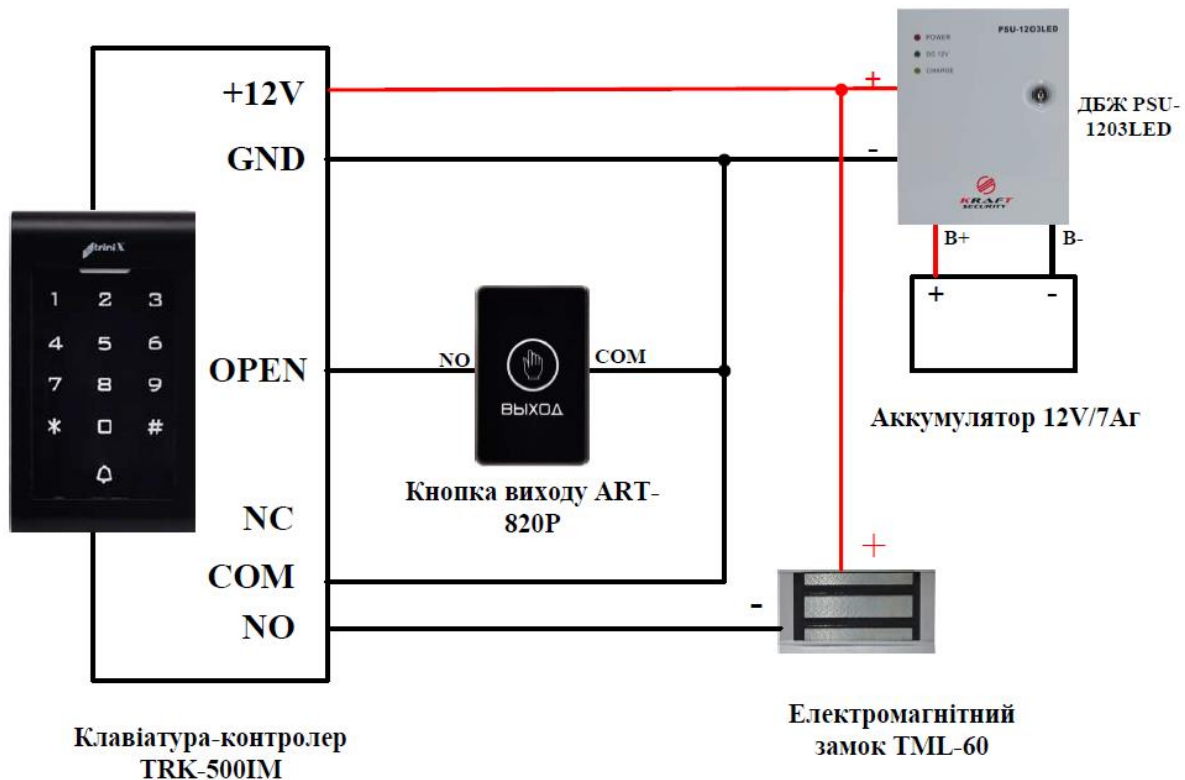 +12V
GND
OPEN
NC
COM
NO
trinix
1 2 3
4 5 6
7 8 9
* 0 #
NO
COM
ВЫХОД
Кнопка виходу ART-
820P
+
-
POWER
DC 12V
CHARGE
PSU-1203LED
KRAFT
SECURITY
ДБЖ PSU-
1203LED
B+
B-
+
-
Аккумулятор 12V/7Аг
+
-
Електромагнітний
замок TML-60
Клавіатура-контролер
TRK-500IM